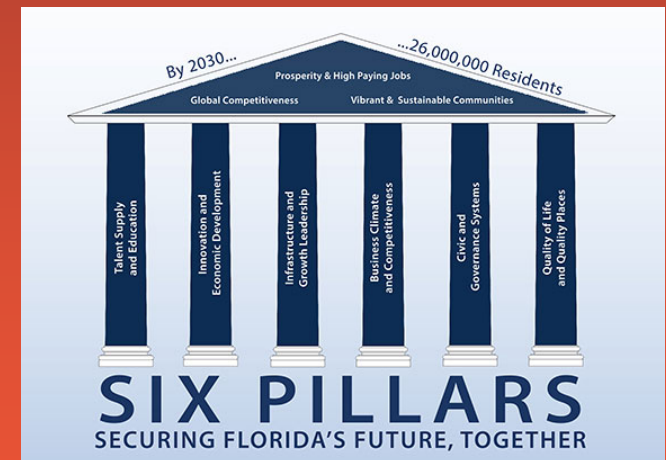 By 2030...
...26,000,000 Residents
Prosperity & High Paying Jobs
Global Competitiveness
Vibrant & Sustainable Communities
Talent Supply
and Education
Innovation and
Economic Development
Infrastructure and
Growth Leadership
Business Climate
and Competitiveness
Civic and
Governance Systems
Quality of Life
and Quality Places
SIX PILLARS
SECURING FLORIDA'S FUTURE, TOGETHER